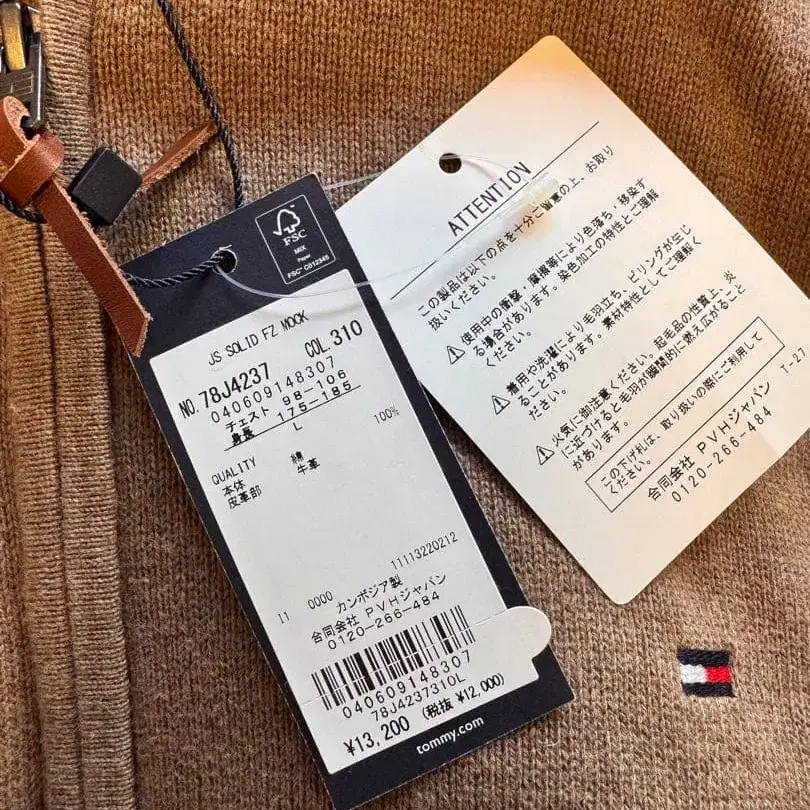 FSC
MIX
Paper
FSC® C012345
JS SOLID FZ MOCK
NO. 78J4237 COL.310
040609148307
チェスト 98-106
身長 175-185
L
QUALITY
本体 綿 100%
皮革部 牛革
11113220212
11 0000 カンボジア製
合同会社 PVHジャパン
0120-266-484
040609148307
78J4237310L
¥13,200 (税抜 ¥12,000)
tommy.com
ATTENTION
この製品は以下の点を十分ご留意の上、お取り
扱いください。
使用中の衝撃・摩擦等により色落ち・移染す
る場合があります。染色加工の特性とご理解
ください。
着用や洗濯により毛羽立ち、ピリングが生じ
ることがあります。素材特性としてご理解く
ださい。
火気に御注意ください。起毛品の性質上、炎
に近づけると毛羽が瞬間的に燃え広がること
があります。
この下げ札は、取り扱いの際にご利用して
ください。
合同会社 PVHジャパン
0120-266-484
T-21